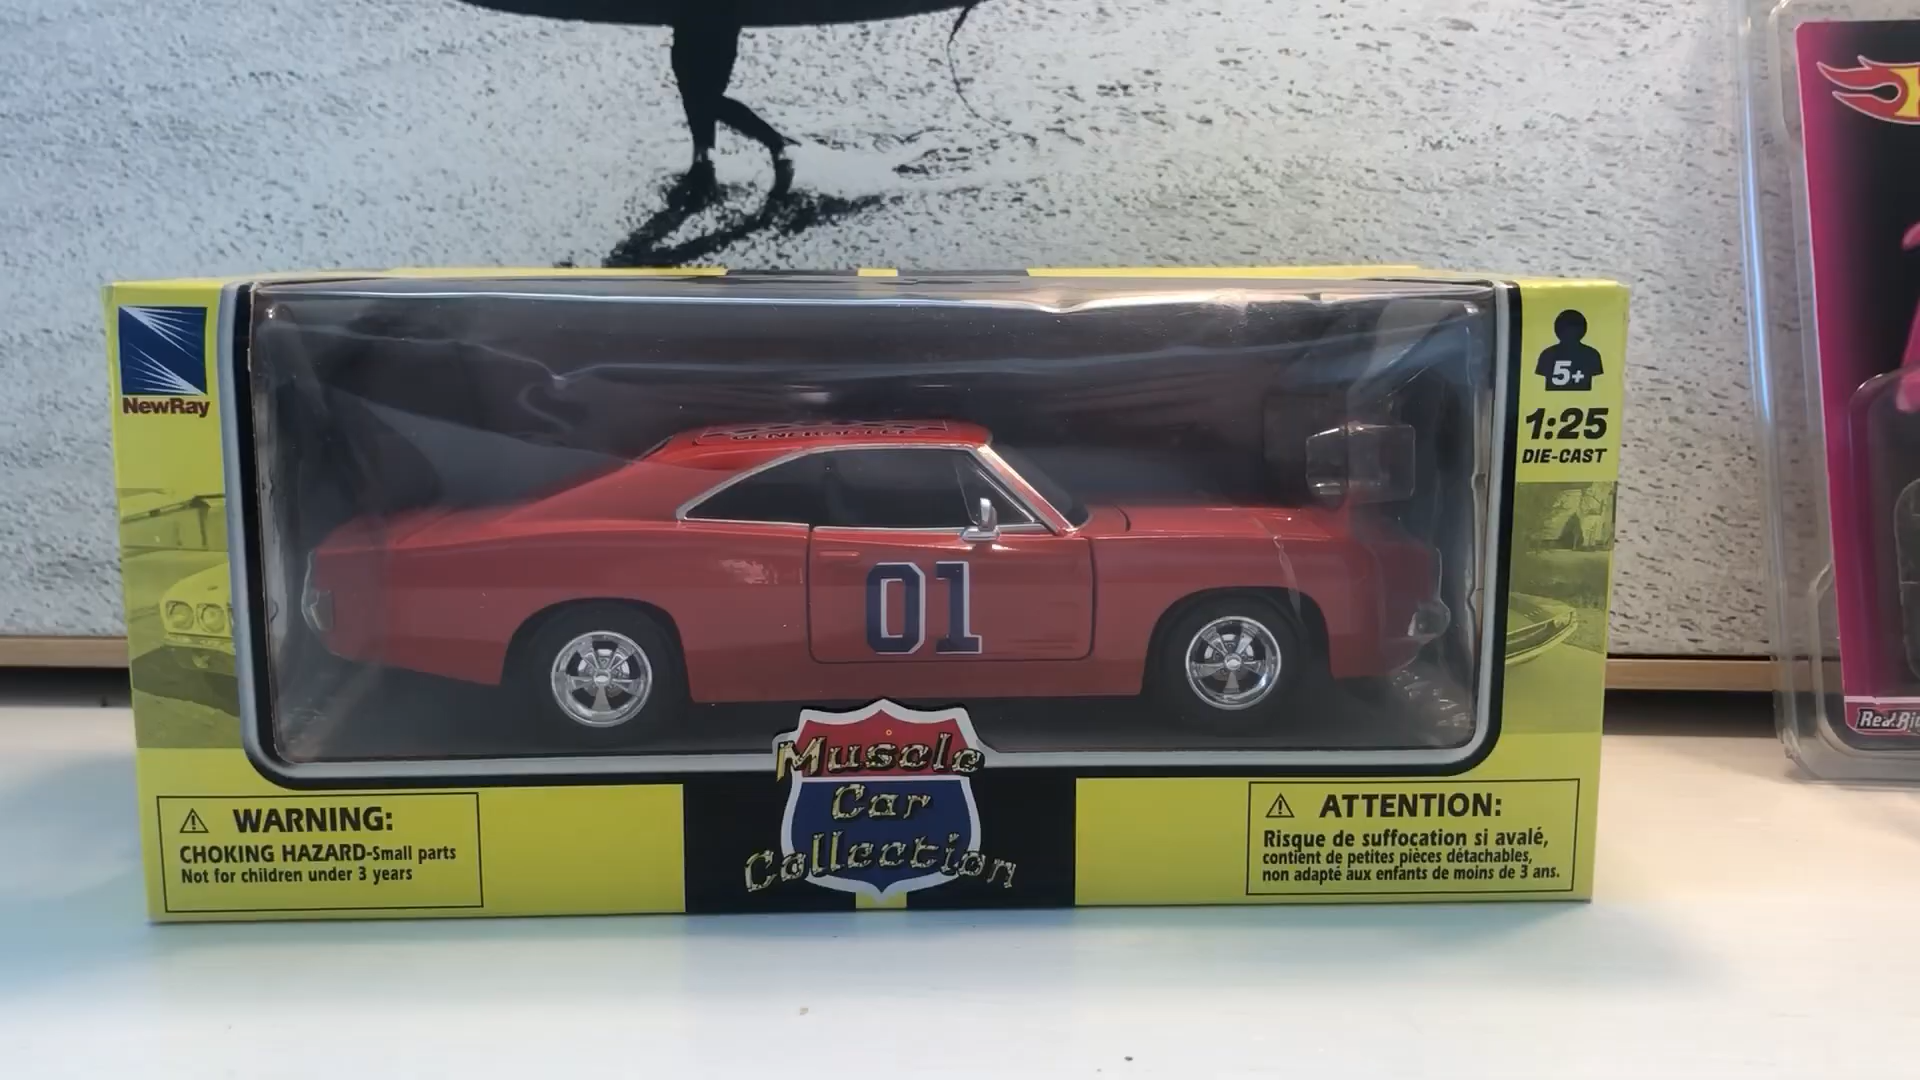 NewRay
5+
1:25
DIE-CAST
GENERAL LEE
01
Muscle
Car
Collection
WARNING:
CHOKING HAZARD-Small parts
Not for children under 3 years
ATTENTION:
Risque de suffocation si avalé,
contient de petites pièces détachables,
non adapté aux enfants de moins de 3 ans.